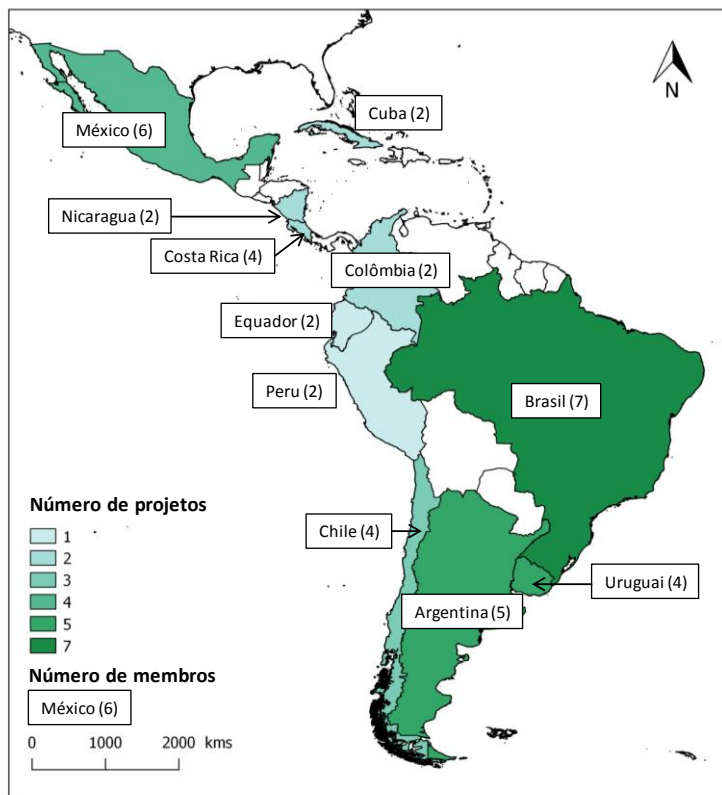 N
Cuba (2)
México (6)
Nicaragua (2)
Costa Rica (4)
Colômbia (2)
Equador (2)
Peru (2)
Brasil (7)
Chile (4)
Uruguai (4)
Argentina (5)
Número de projetos
1
2
3
4
5
7
Número de membros
México (6)
0 1000 2000 kms